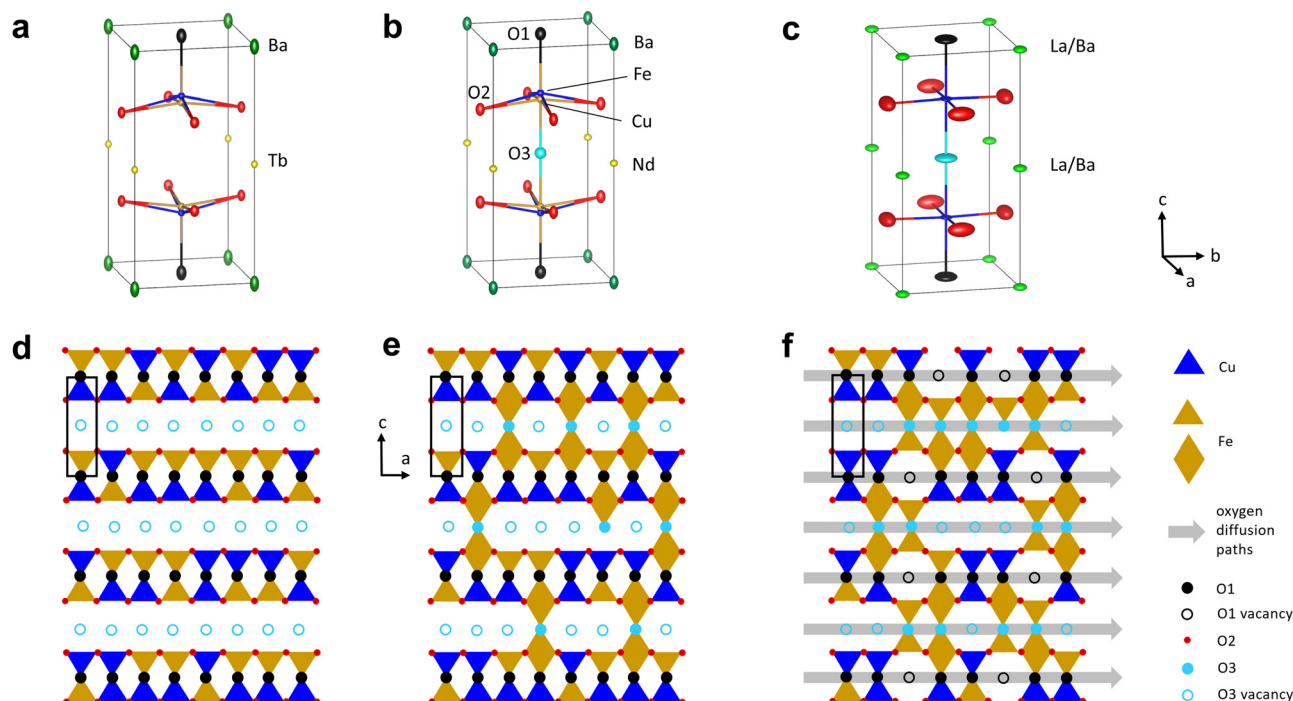 a
b
c
O1
Ba
Ba
La/Ba
Fe
O2
Cu
Tb
O3
Nd
La/Ba
c
b
a
d
e
f
Cu
c
a
Fe
oxygen
diffusion
paths
O1
O1 vacancy
O2
O3
O3 vacancy